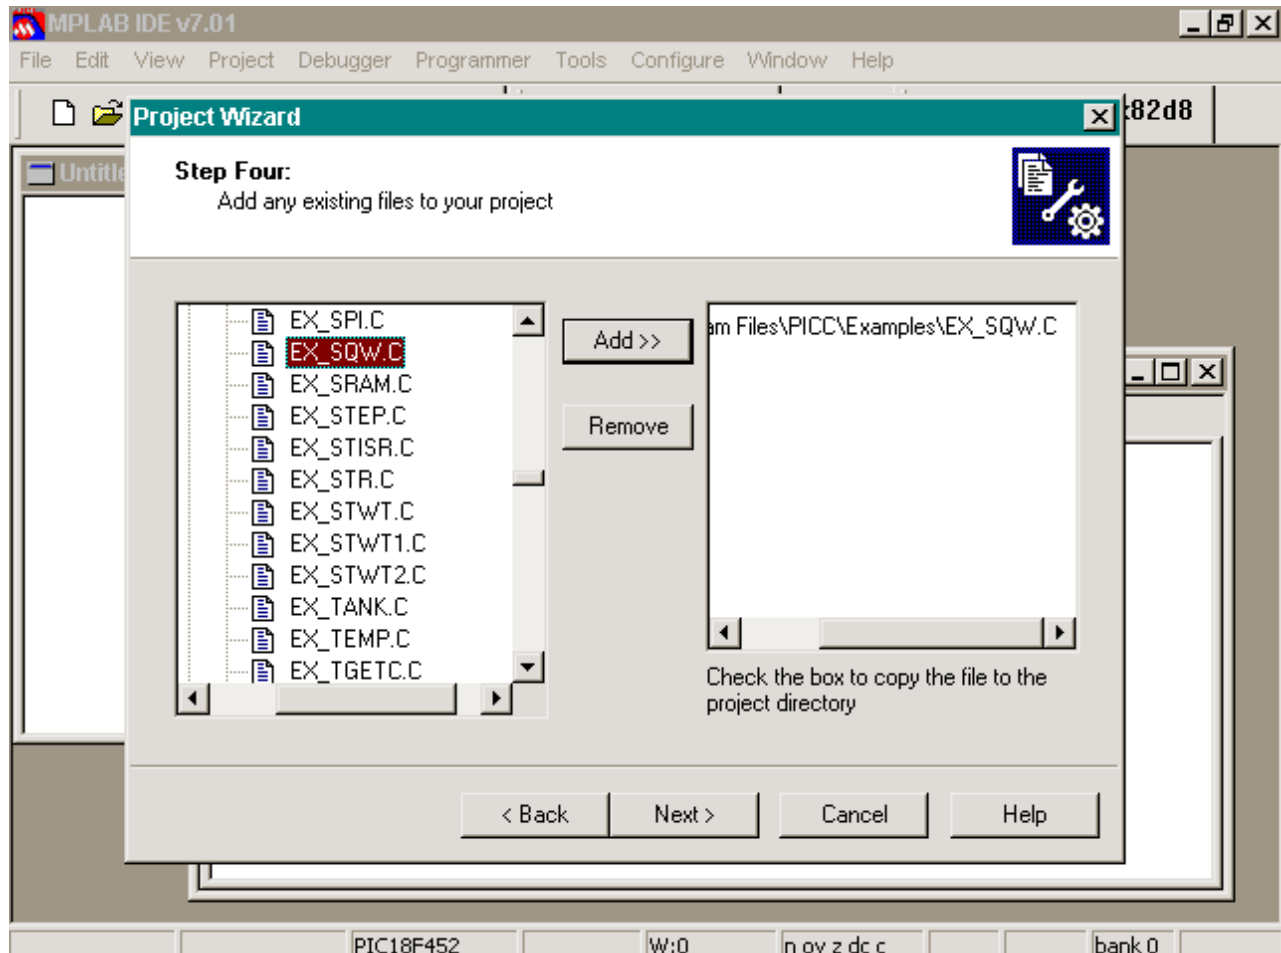 MPLAB IDE v7.01
File Edit View Project Debugger Programmer Tools Configure Window Help
Project Wizard
82d8
Step Four:
Add any existing files to your project
EX_SPI.C
EX_SQW.C
EX_SRAM.C
EX_STEP.C
EX_STISR.C
EX_STR.C
EX_STWT.C
EX_STWT1.C
EX_STWT2.C
EX_TANK.C
EX_TEMP.C
EX_TGETC.C
Add >>
Remove
am Files\PICC\Examples\EX_SQW.C
Check the box to copy the file to the
project directory
< Back Next > Cancel Help
PIC18F452 W:0 n ov z dc c bank 0